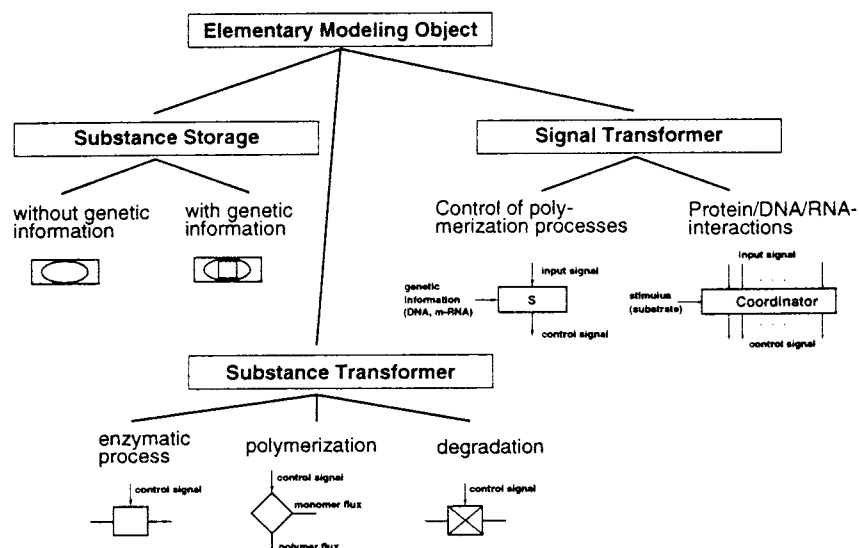 Elementary Modeling Object
Substance Storage
Signal Transformer
without genetic
information
with genetic
information
Control of poly-
merization processes
Protein/DNA/RNA-
interactions
input signal
genetic
information
(DNA, m-RNA)
S
control signal
input signal
stimulus
(substrate)
Coordinator
control signal
Substance Transformer
enzymatic
process
polymerization
degradation
control signal
control signal
monomer flux
polymer flux
control signal